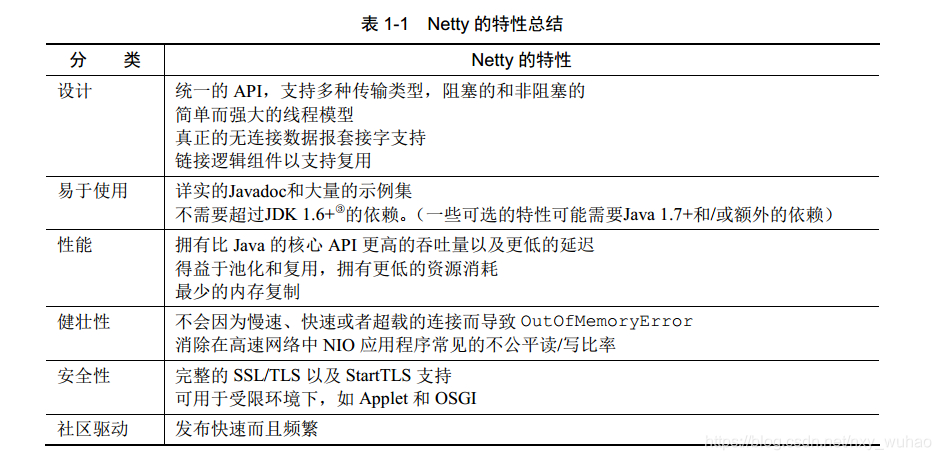 表 1-1 Netty 的特性总结
分 类 Netty 的特性
设计 统一的 API，支持多种传输类型，阻塞的和非阻塞的
简单而强大的线程模型
真正的无连接数据报套接字支持
链接逻辑组件以支持复用
易于使用 详实的Javadoc和大量的示例集
不需要超过JDK 1.6+③的依赖。（一些可选的特性可能需要Java 1.7+和/或额外的依赖）
性能 拥有比 Java 的核心 API 更高的吞吐量以及更低的延迟
得益于池化和复用，拥有更低的资源消耗
最少的内存复制
健壮性 不会因为慢速、快速或者超载的连接而导致 OutOfMemoryError
消除在高速网络中 NIO 应用程序常见的不公平读/写比率
安全性 完整的 SSL/TLS 以及 StartTLS 支持
可用于受限环境下，如 Applet 和 OSGI
社区驱动 发布快速而且频繁
https://blog.csdn.net/nxy_wuhao